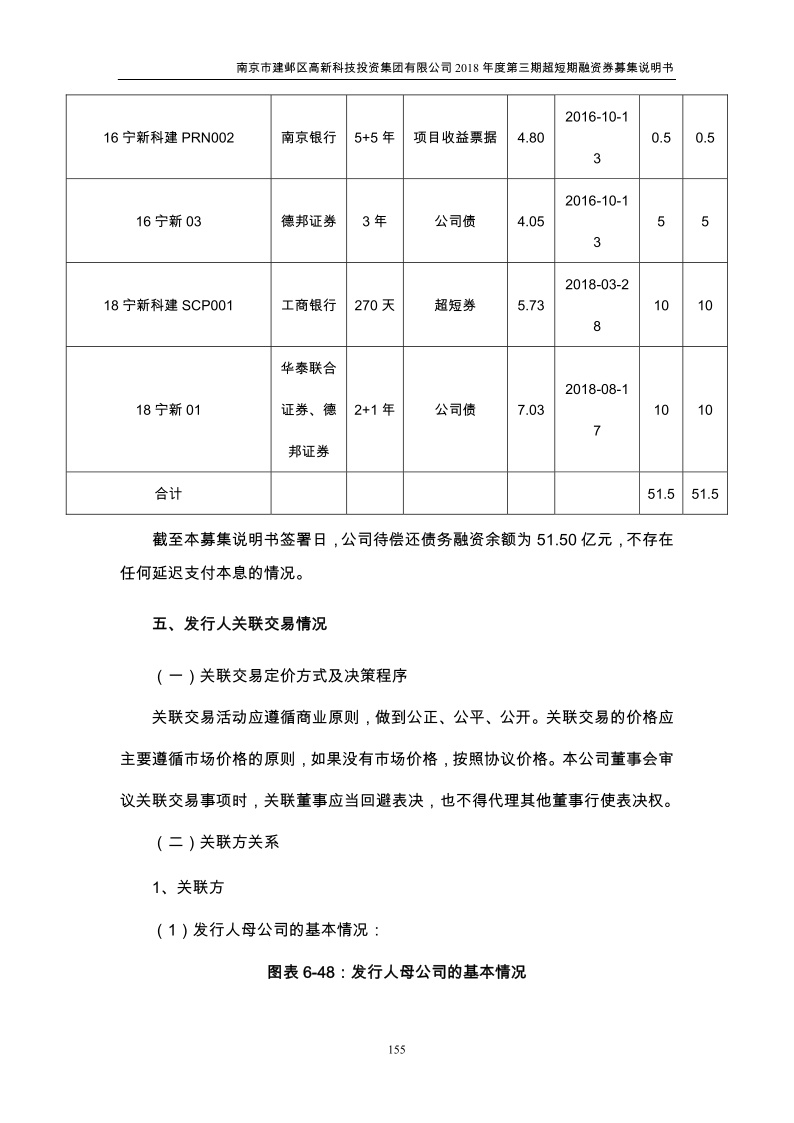 南京市建邺区高新科技投资集团有限公司 2018 年度第三期超短期融资券募集说明书
16 宁新科建 PRN002 南京银行 5+5 年 项目收益票据 4.80 2016-10-1
3 0.5 0.5
16 宁新 03 德邦证券 3 年 公司债 4.05 2016-10-1
3 5 5
18 宁新科建 SCP001 工商银行 270 天 超短券 5.73 2018-03-2
8 10 10
18 宁新 01 华泰联合
证券、德
邦证券 2+1 年 公司债 7.03 2018-08-1
7 10 10
合计 51.5 51.5
截至本募集说明书签署日，公司待偿还债务融资余额为 51.50 亿元，不存在
任何延迟支付本息的情况。
五、发行人关联交易情况
（一）关联交易定价方式及决策程序
关联交易活动应遵循商业原则，做到公正、公平、公开。关联交易的价格应
主要遵循市场价格的原则，如果没有市场价格，按照协议价格。本公司董事会审
议关联交易事项时，关联董事应当回避表决，也不得代理其他董事行使表决权。
（二）关联方关系
1、关联方
（1）发行人母公司的基本情况：
图表 6-48：发行人母公司的基本情况
155